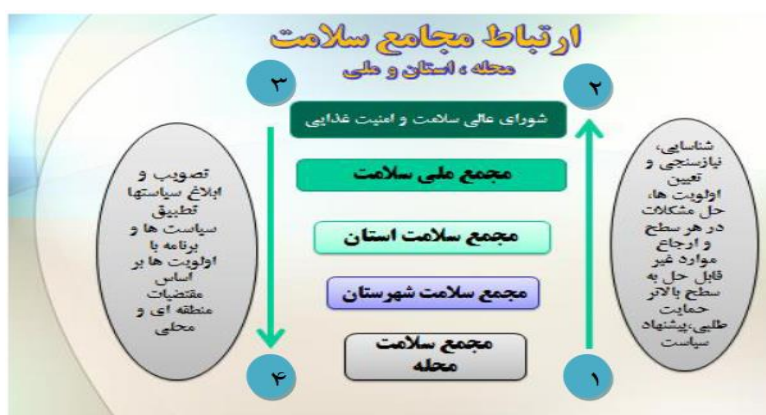 ارتباط مجامع سلامت
محله ، استان و ملی
۲
۳
شورای عالی سلامت و امنیت غذایی
مجمع ملی سلامت
مجمع سلامت استان
مجمع سلامت شهرستان
مجمع سلامت
محله
شناسایی،
نیازسنجی و
تعیین
اولویت ها،
حل مشکلات
در هر سطح
و ارجاع
موارد غیر
قابل حل به
سطح بالاتر
حمایت
طلبی،پیشنهاد
سیاست
تصویب و
ابلاغ سیاستها
تطبیق
سیاست ها و
برنامه با
اولویت ها بر
اساس
مقتضیات
منطقه ای و
محلی
۱
۴